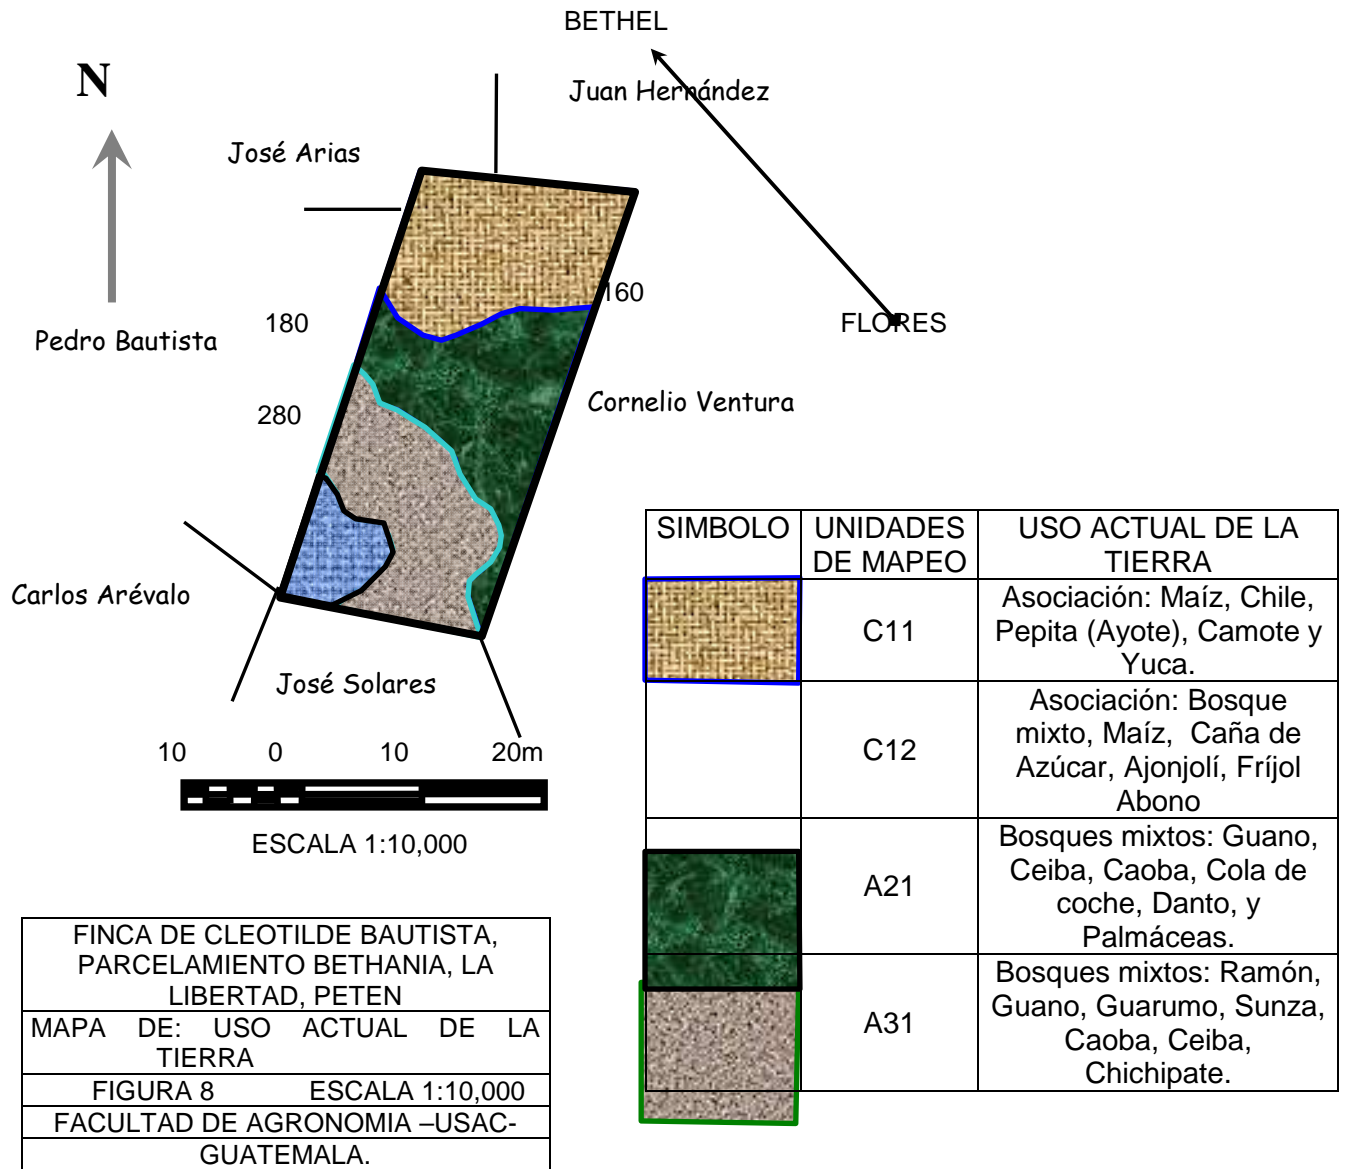 BETHEL
N
Juan Hernández
José Arias
160
180
FLORES
Pedro Bautista
Cornelio Ventura
280
Carlos Arévalo
José Solares
10 0 10 20m
ESCALA 1:10,000
SIMBOLO
UNIDADES
DE MAPEO
USO ACTUAL DE LA
TIERRA
C11
Asociación: Maíz, Chile,
Pepita (Ayote), Camote y
Yuca.
C12
Asociación: Bosque
mixto, Maíz, Caña de
Azúcar, Ajonjolí, Fríjol
Abono
A21
Bosques mixtos: Guano,
Ceiba, Caoba, Cola de
coche, Danto, y
Palmáceas.
A31
Bosques mixtos: Ramón,
Guano, Guarumo, Sunza,
Caoba, Ceiba,
Chichipate.
FINCA DE CLEOTILDE BAUTISTA,
PARCELAMIENTO BETHANIA, LA
LIBERTAD, PETEN
MAPA DE: USO ACTUAL DE LA
TIERRA
FIGURA 8 ESCALA 1:10,000
FACULTAD DE AGRONOMIA –USAC-
GUATEMALA.